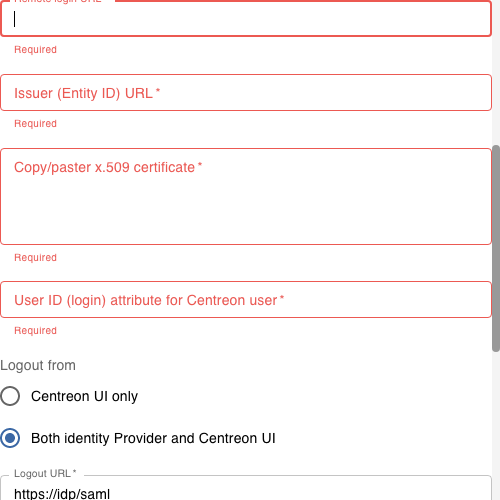 Remote login URL *
Required
Issuer (Entity ID) URL *
Required
Copy/paster x.509 certificate *
Required
User ID (login) attribute for Centreon user *
Required
Logout from
Centreon UI only
Both identity Provider and Centreon UI
Logout URL *
https://idp/saml